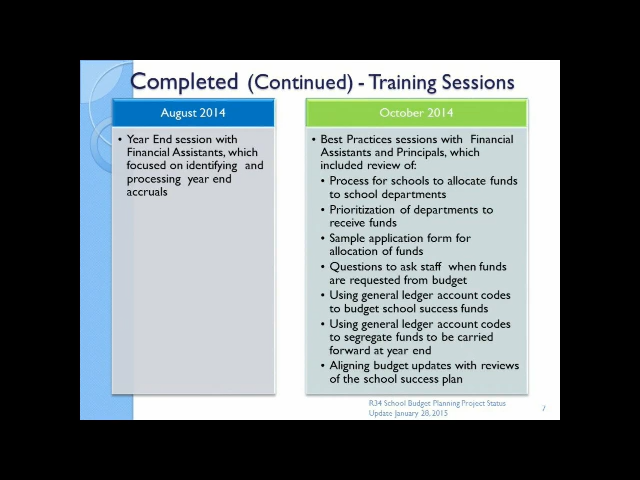 Completed (Continued) - Training Sessions
August 2014
• Year End session with
Financial Assistants, which
focused on identifying and
processing year end
accruals
October 2014
• Best Practices sessions with Financial
Assistants and Principals, which
included review of:
• Process for schools to allocate funds
to school departments
• Prioritization of departments to
receive funds
• Sample application form for
allocation of funds
• Questions to ask staff when funds
are requested from budget
• Using general ledger account codes
to budget school success funds
• Using general ledger account codes
to segregate funds to be carried
forward at year end
• Aligning budget updates with reviews
of the school success plan
R34 School Budget Planning Project Status
Update January 28, 2015
7